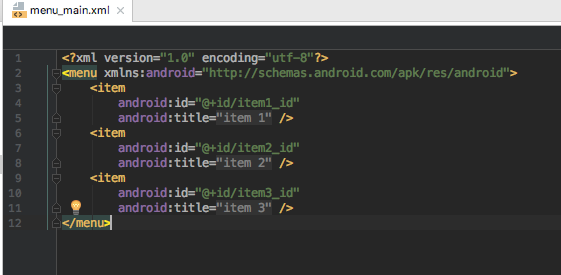 menu_main.xml
1 <?xml version="1.0" encoding="utf-8"?>
2 <menu xmlns:android="http://schemas.android.com/apk/res/android">
3 <item
4 android:id="@+id/item1_id"
5 android:title="item 1" />
6 <item
7 android:id="@+id/item2_id"
8 android:title="item 2" />
9 <item
10 android:id="@+id/item3_id"
11 android:title="item 3" />
12 </menu>